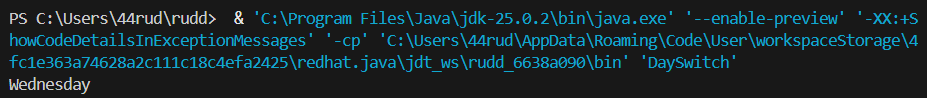 PS C:\Users\44rud\rudd>  & 'C:\Program Files\Java\jdk-25.0.2\bin\java.exe' '--enable-preview' '-XX:+S
howCodeDetailsInExceptionMessages' '-cp' 'C:\Users\44rud\AppData\Roaming\Code\User\workspaceStorage\4
fc1e363a74628a2c111c18c4efa2425\redhat.java\jdt_ws\rudd_6638a090\bin' 'DaySwitch'
Wednesday